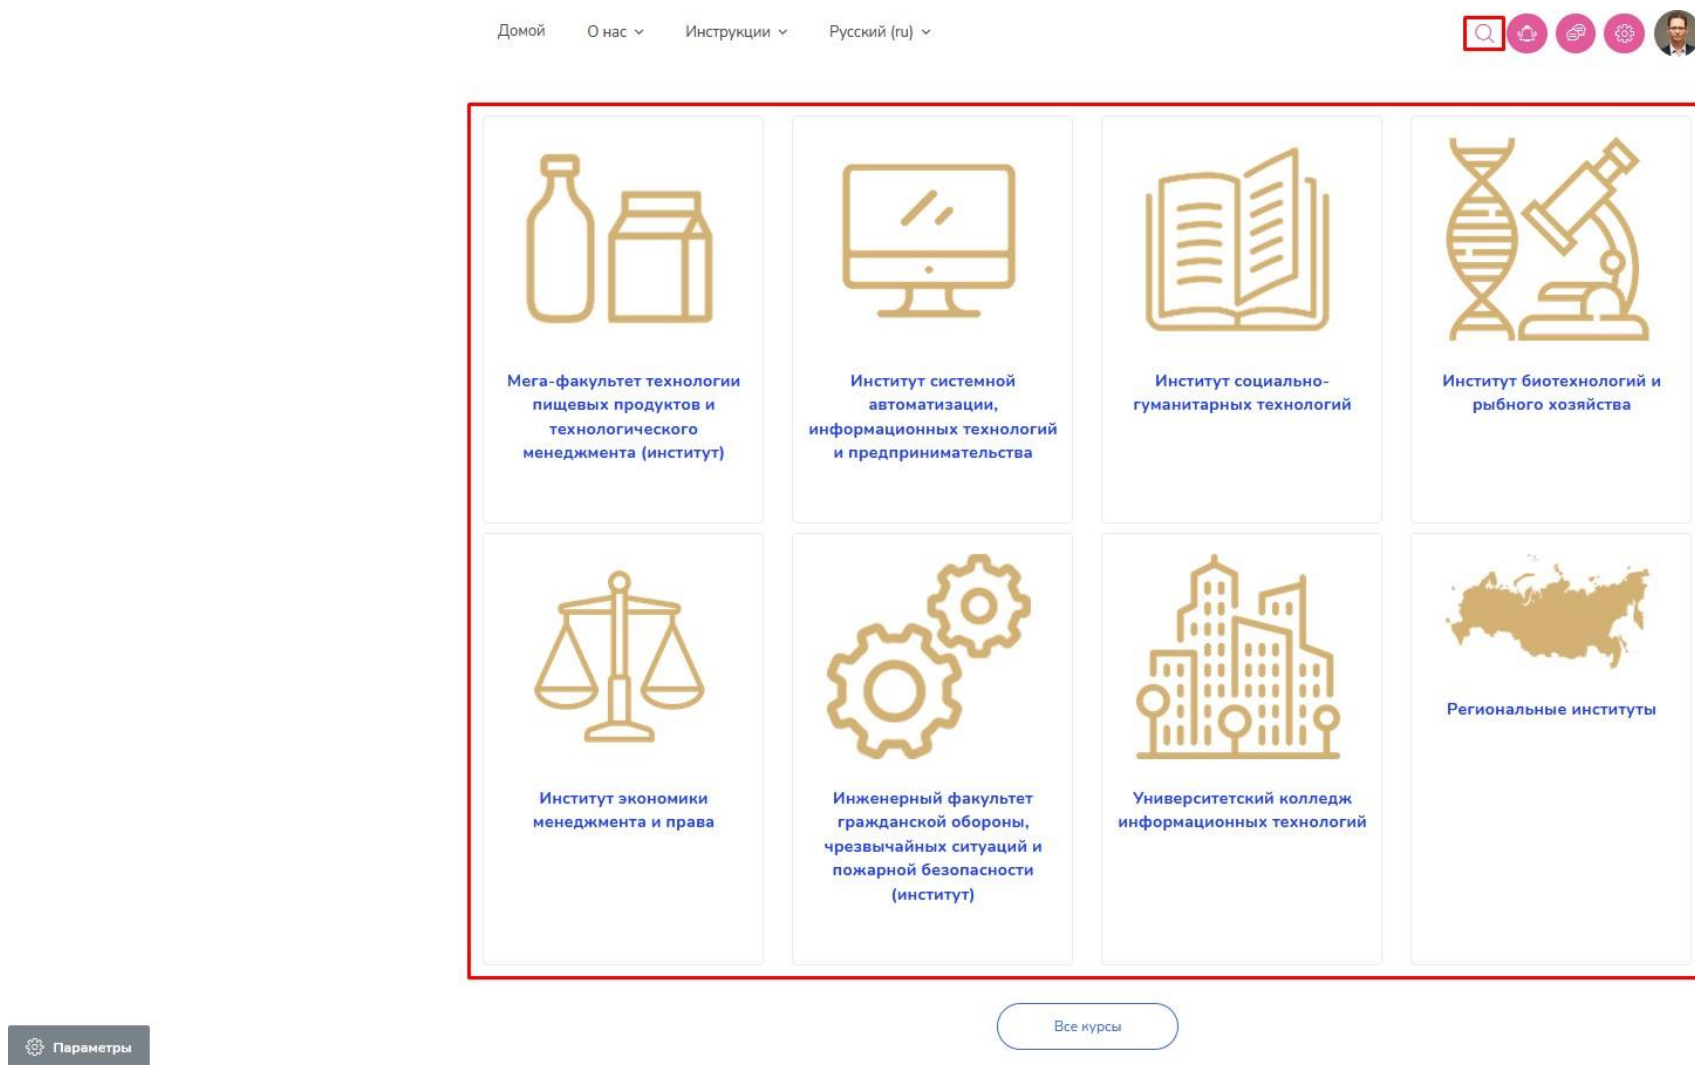 Домой О нас Инструкции Русский (ru)
Мега-факультет технологии
пищевых продуктов и
технологического
менеджмента (институт)
Институт системной
автоматизации,
информационных технологий
и предпринимательства
Институт социально-
гуманитарных технологий
Институт биотехнологий и
рыбного хозяйства
Институт экономики
менеджмента и права
Инженерный факультет
гражданской обороны,
чрезвычайных ситуаций и
пожарной безопасности
(институт)
Университетский колледж
информационных технологий
Региональные институты
Все курсы
Параметры